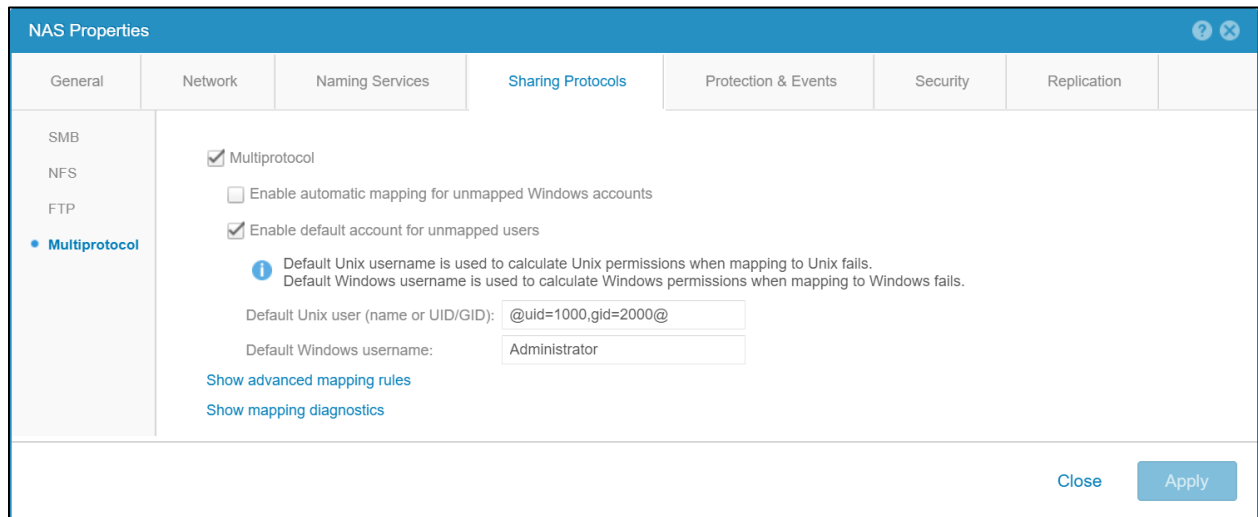 NAS Properties
General Network Naming Services Sharing Protocols Protection & Events Security Replication
SMB
NFS
FTP
Multiprotocol
Multiprotocol
Enable automatic mapping for unmapped Windows accounts
Enable default account for unmapped users
Default Unix username is used to calculate Unix permissions when mapping to Unix fails.
Default Windows username is used to calculate Windows permissions when mapping to Windows fails.
Default Unix user (name or UID/GID): @uid=1000,gid=2000@
Default Windows username: Administrator
Show advanced mapping rules
Show mapping diagnostics
Close Apply